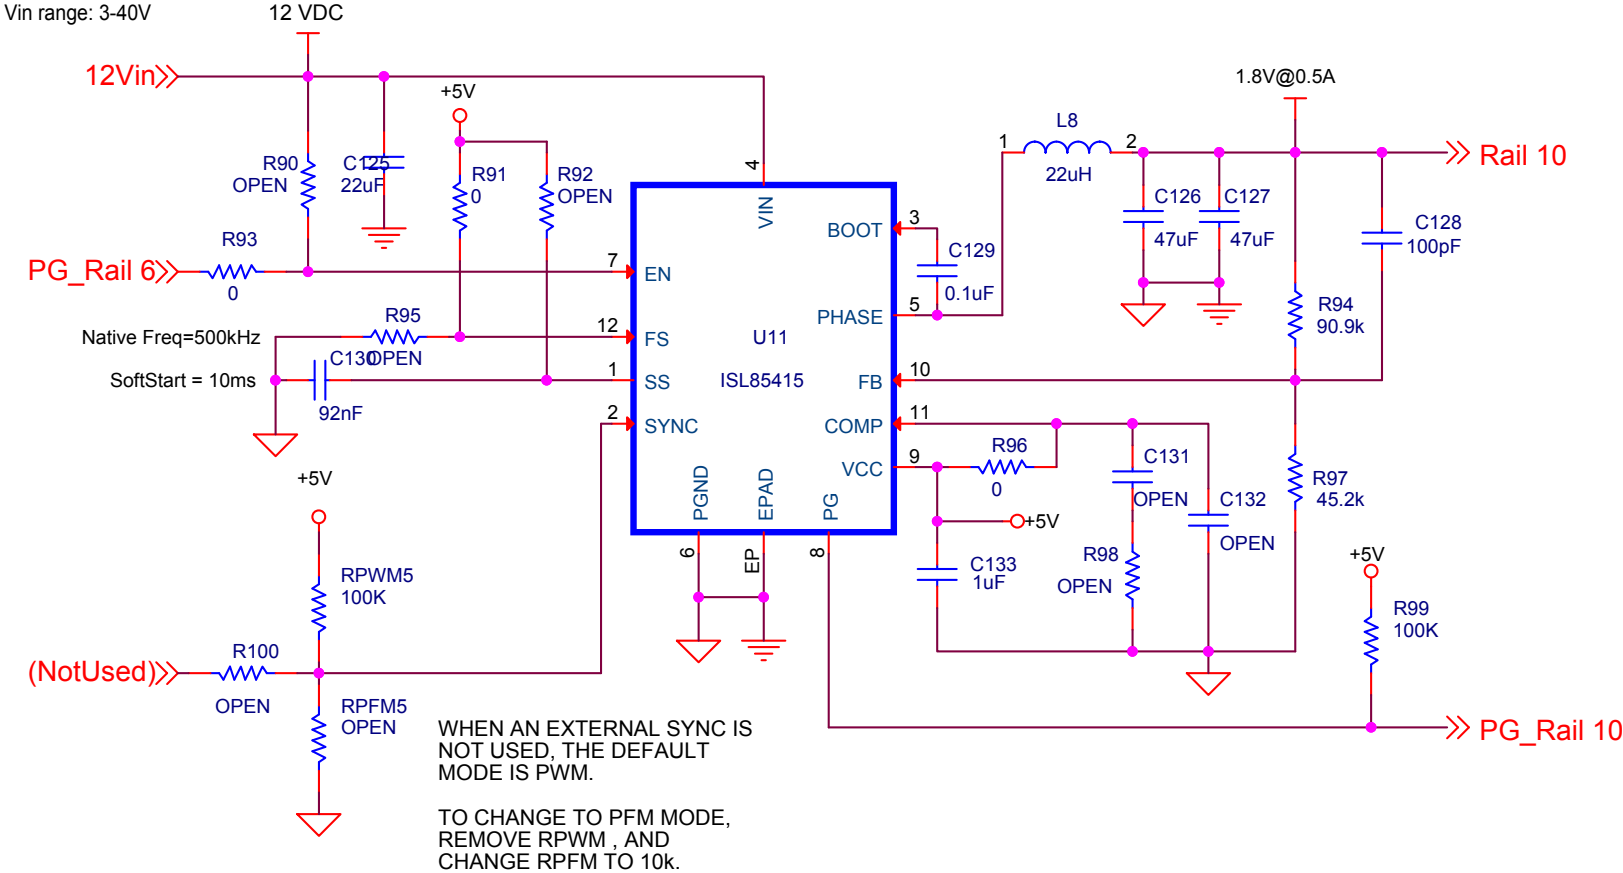 Vin range: 3-40V
12 VDC
12Vin
+5V
1.8V@0.5A
R90
OPEN
C125
22uF
R91
0
R92
OPEN
4
VIN
1
L8
2
22uH
Rail 10
C126
47uF
C127
47uF
C128
100pF
R93
0
PG_Rail 6
7
EN
BOOT
3
C129
0.1uF
PHASE
5
R94
90.9k
Native Freq=500kHz
R95
OPEN
12
FS
U11
ISL85415
SoftStart = 10ms
C130
92nF
1
SS
FB
10
2
SYNC
COMP
11
VCC
9
R96
0
C131
OPEN
C132
OPEN
R97
45.2k
+5V
PGND
EPAD
PG
6
EP
8
+5V
C133
1uF
R98
OPEN
+5V
R99
100K
RPWM5
100K
(NotUsed)
R100
OPEN
RPFM5
OPEN
PG_Rail 10
WHEN AN EXTERNAL SYNC IS
NOT USED, THE DEFAULT
MODE IS PWM.
TO CHANGE TO PFM MODE,
REMOVE RPWM , AND
CHANGE RPFM TO 10k.